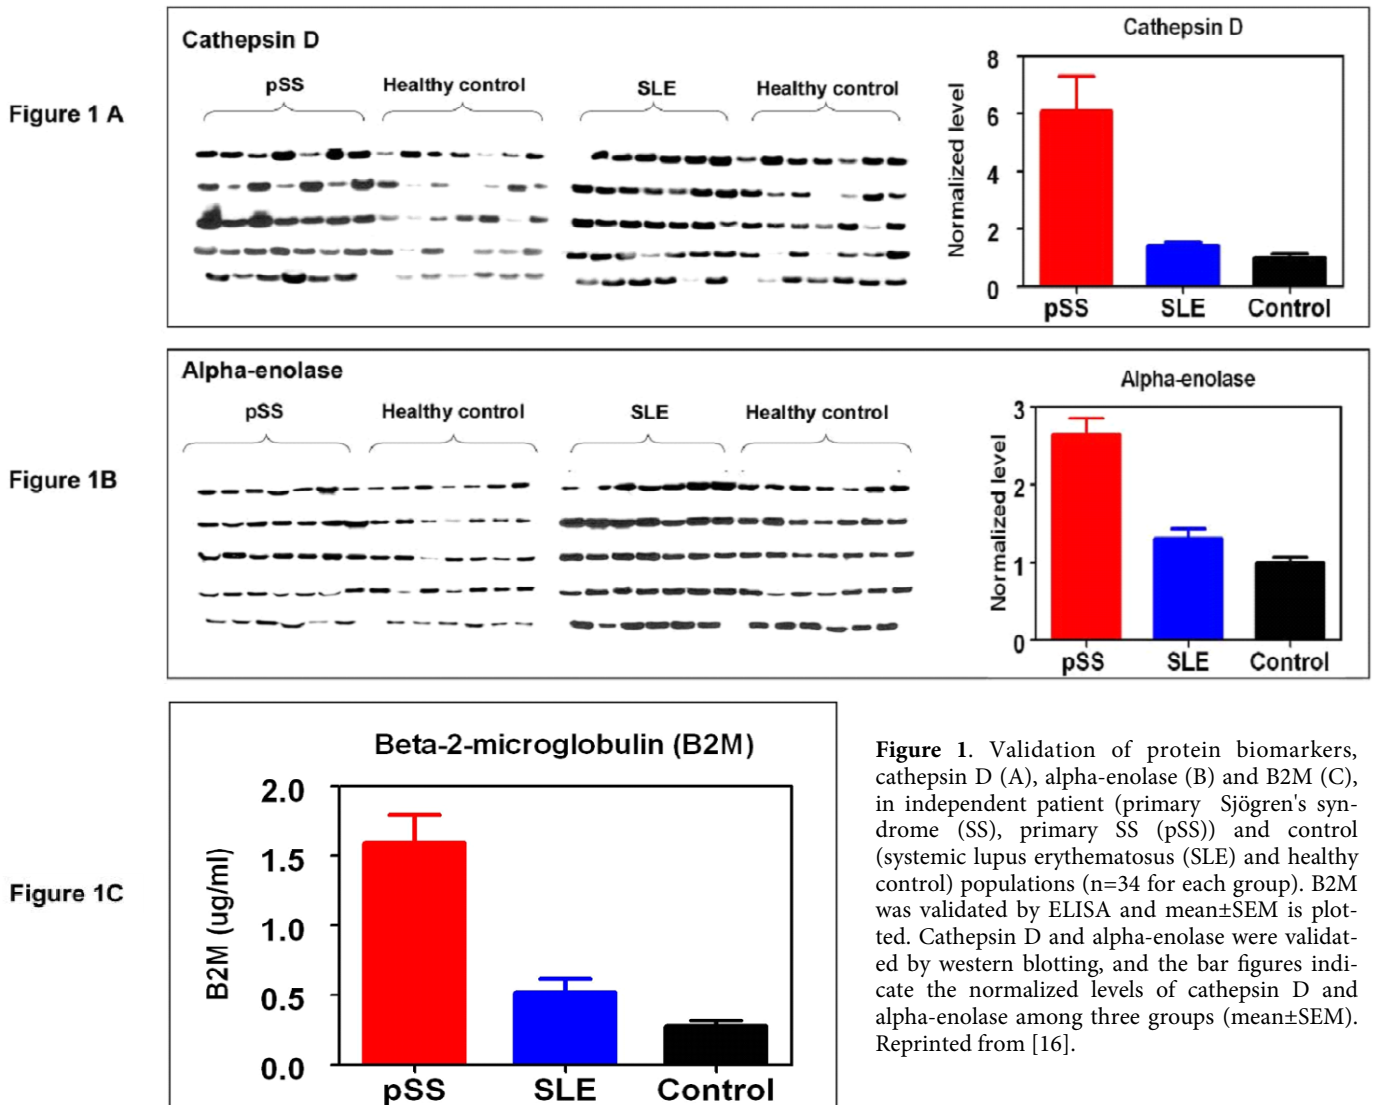 Figure 1 A
Cathepsin D
pSS
Healthy control
SLE
Healthy control
Cathepsin D
Normalized level
8
6
4
2
0
pSS
SLE
Control
Figure 1B
Alpha-enolase
pSS
Healthy control
SLE
Healthy control
Alpha-enolase
Normalized level
3
2
1
0
pSS
SLE
Control
Figure 1C
Beta-2-microglobulin (B2M)
B2M (ug/ml)
2.0
1.5
1.0
0.5
0.0
pSS
SLE
Control
Figure 1. Validation of protein biomarkers,
cathepsin D (A), alpha-enolase (B) and B2M (C),
in independent patient (primary Sjögren's syn-
drome (SS), primary SS (pSS)) and control
(systemic lupus erythematosus (SLE) and healthy
control) populations (n=34 for each group). B2M
was validated by ELISA and mean±SEM is plot-
ted. Cathepsin D and alpha-enolase were validat-
ed by western blotting, and the bar figures indi-
cate the normalized levels of cathepsin D and
alpha-enolase among three groups (mean±SEM).
Reprinted from [16].